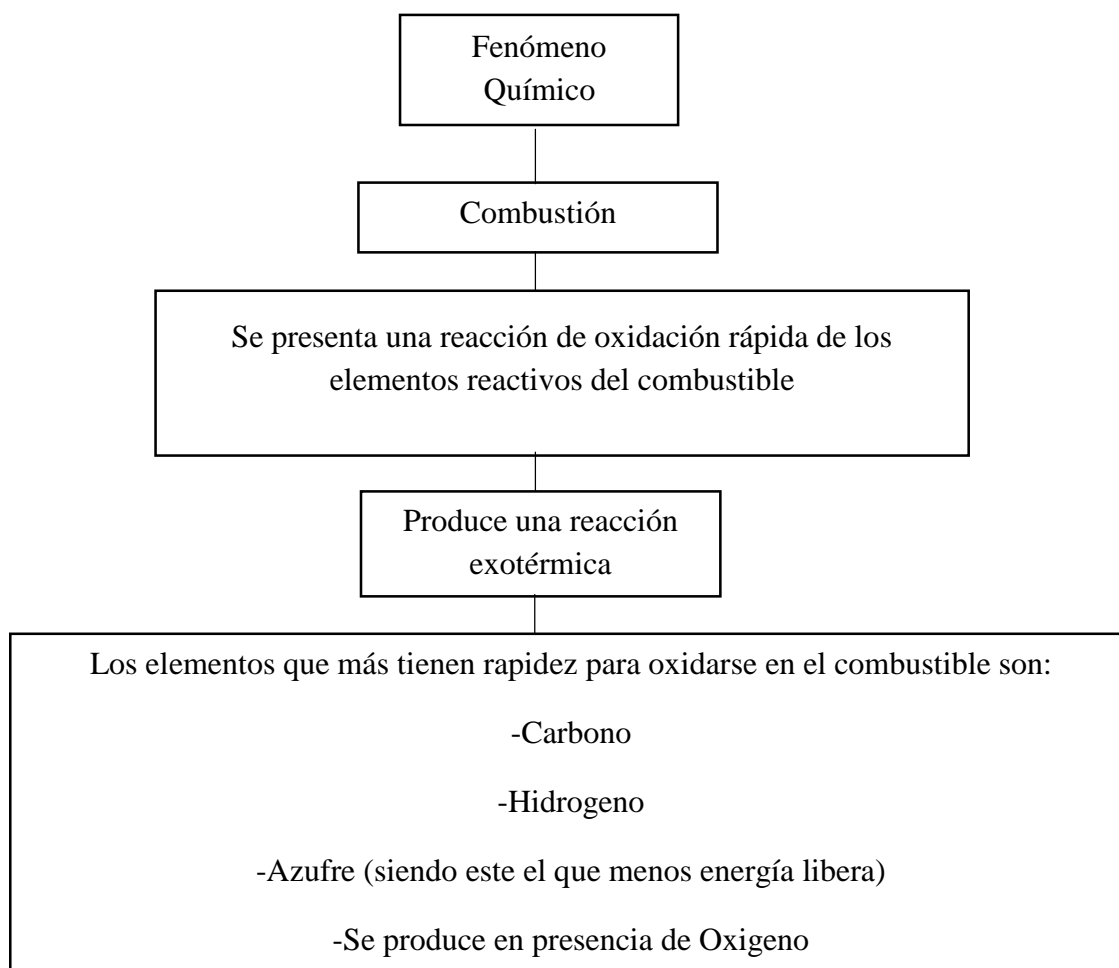 Fenómeno
Químico
Combustión
Se presenta una reacción de oxidación rápida de los
elementos reactivos del combustible
Produce una reacción
exotérmica
Los elementos que más tienen rapidez para oxidarse en el combustible son:
-Carbono
-Hidrogeno
-Azufre (siendo este el que menos energía libera)
-Se produce en presencia de Oxigeno